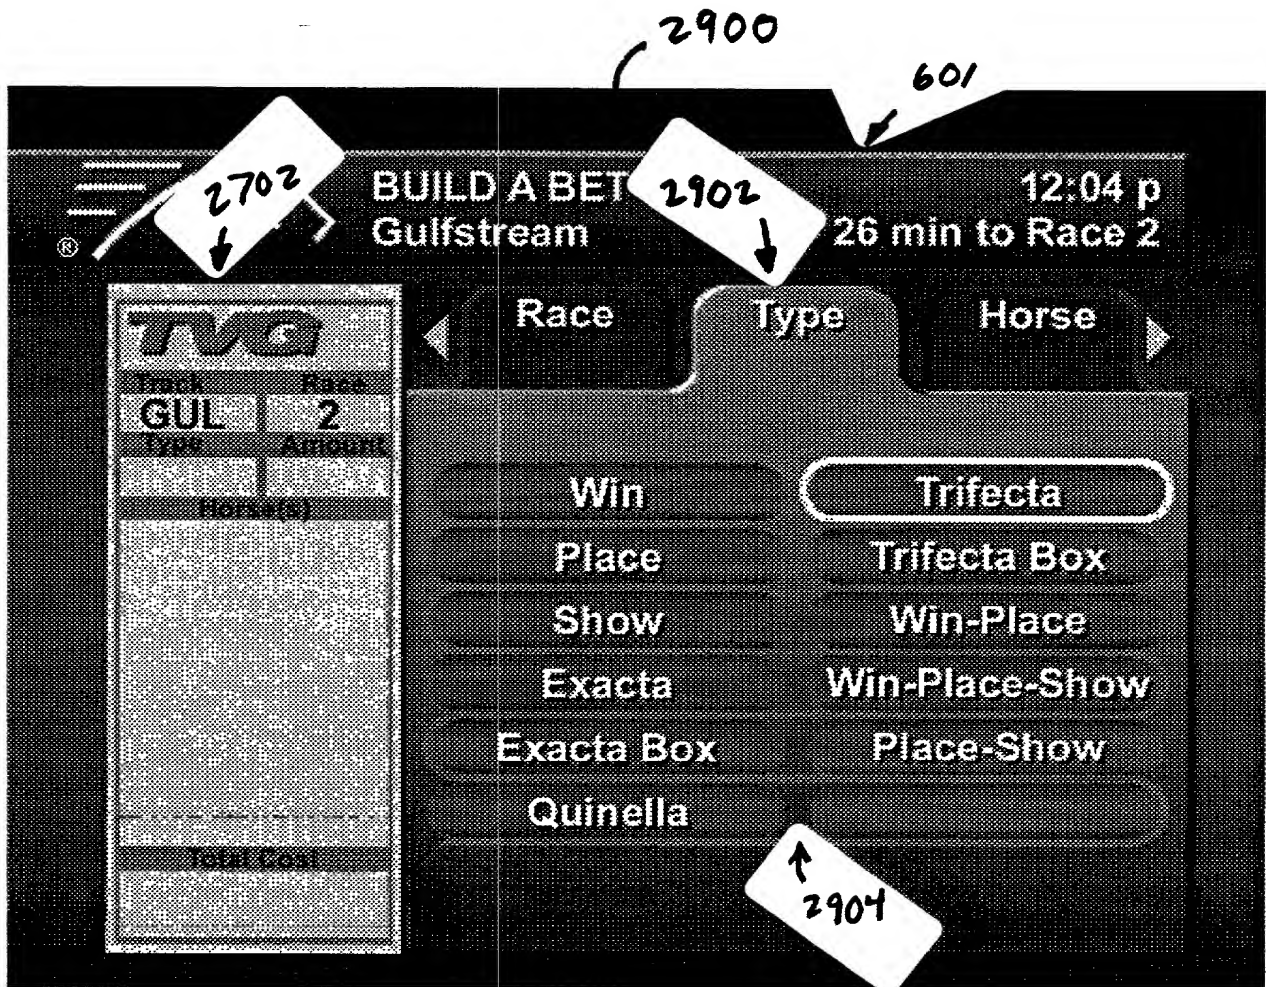 2900
601
2702
BUILD A BET
2902
12:04 p
®
Gulfstream
26 min to Race 2
TVG
Race
Type
Horse
Track Race
GUL 2
Type Amount
Horse(s)
Win
Trifecta
Place
Trifecta Box
Show
Win-Place
Exacta
Win-Place-Show
Exacta Box
Place-Show
Quinella
Total Cost
2904